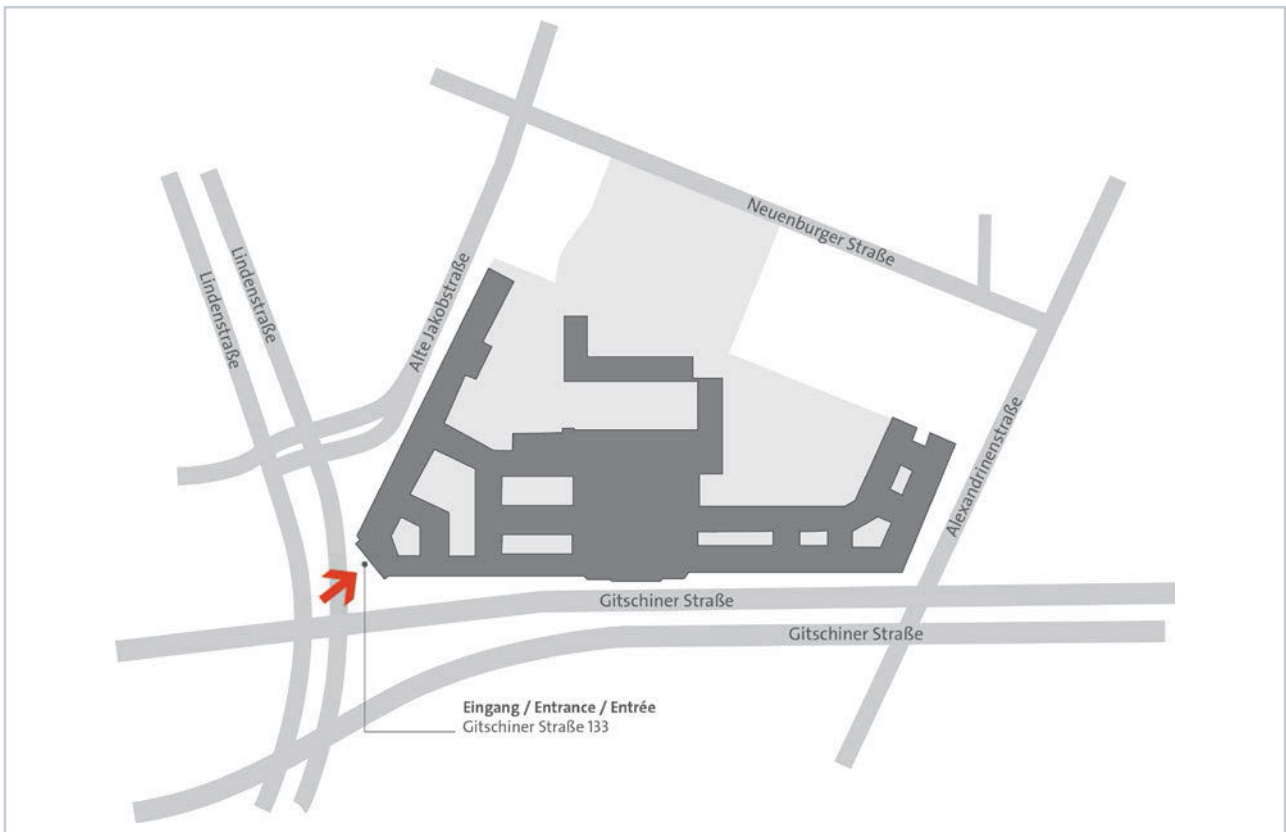 Neuenburger Straße
Lindenstraße
Lindenstraße
Alte Jakobstraße
Alexandrinenstraße
Gitschiner Straße
Gitschiner Straße
Eingang / Entrance / Entrée
Gitschiner Straße 133